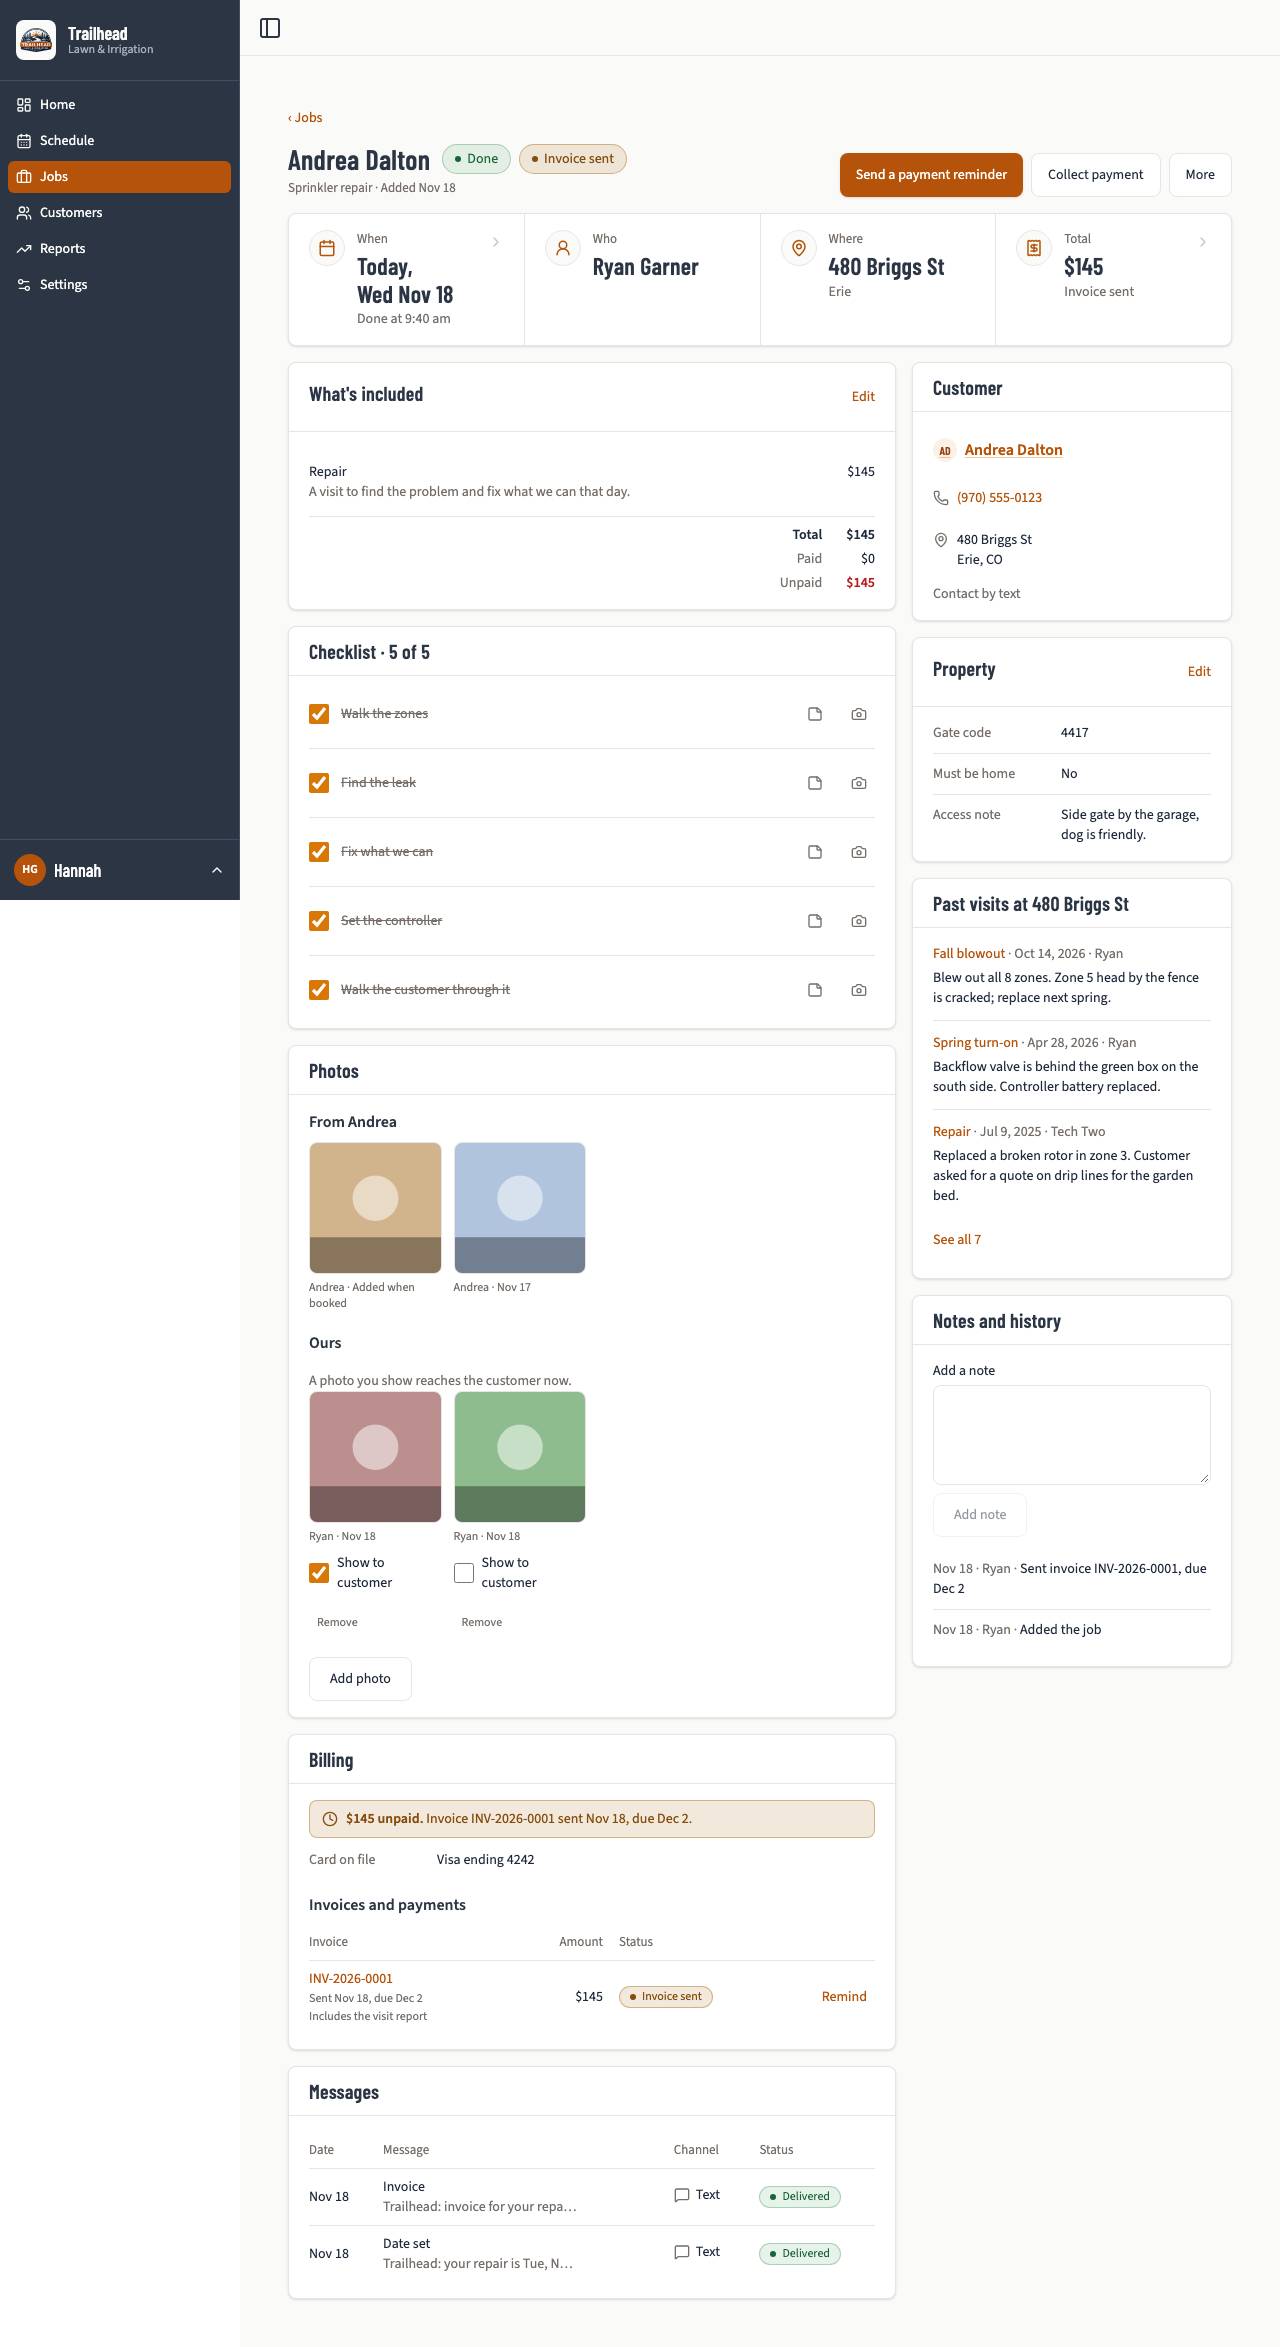 TRAILHEAD
Trailhead
Lawn & Irrigation
Home
Schedule
Jobs
Customers
Reports
Settings
HG
Hannah
‹ Jobs
Andrea Dalton
Done
Invoice sent
Sprinkler repair · Added Nov 18
Send a payment reminder
Collect payment
More
When
Today,
Wed Nov 18
Done at 9:40 am
Who
Ryan Garner
Where
480 Briggs St
Erie
Total
$145
Invoice sent
What's included
Edit
Repair
$145
A visit to find the problem and fix what we can that day.
Total $145
Paid $0
Unpaid $145
Checklist · 5 of 5
Walk the zones
Find the leak
Fix what we can
Set the controller
Walk the customer through it
Photos
From Andrea
Andrea · Added when
booked
Andrea · Nov 17
Ours
A photo you show reaches the customer now.
Ryan · Nov 18
Show to
customer
Remove
Ryan · Nov 18
Show to
customer
Remove
Add photo
Billing
$145 unpaid. Invoice INV-2026-0001 sent Nov 18, due Dec 2.
Card on file Visa ending 4242
Invoices and payments
Invoice Amount Status
INV-2026-0001
Sent Nov 18, due Dec 2
Includes the visit report
$145
Invoice sent
Remind
Messages
Date Message Channel Status
Nov 18
Invoice
Trailhead: invoice for your repa…
Text
Delivered
Nov 18
Date set
Trailhead: your repair is Tue, N…
Text
Delivered
Customer
AD
Andrea Dalton
(970) 555-0123
480 Briggs St
Erie, CO
Contact by text
Property
Edit
Gate code 4417
Must be home No
Access note Side gate by the garage,
dog is friendly.
Past visits at 480 Briggs St
Fall blowout · Oct 14, 2026 · Ryan
Blew out all 8 zones. Zone 5 head by the fence
is cracked; replace next spring.
Spring turn-on · Apr 28, 2026 · Ryan
Backflow valve is behind the green box on the
south side. Controller battery replaced.
Repair · Jul 9, 2025 · Tech Two
Replaced a broken rotor in zone 3. Customer
asked for a quote on drip lines for the garden
bed.
See all 7
Notes and history
Add a note
Add note
Nov 18 · Ryan · Sent invoice INV-2026-0001, due
Dec 2
Nov 18 · Ryan · Added the job